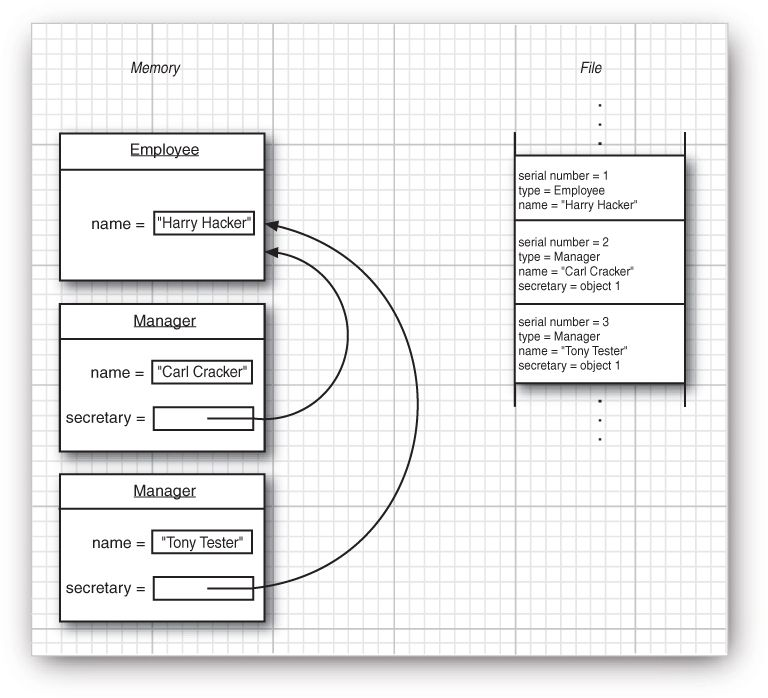 Memory
File
Employee
name = "Harry Hacker"
Manager
name = "Carl Cracker"
secretary =
Manager
name = "Tony Tester"
secretary =
serial number = 1
type = Employee
name = "Harry Hacker"
serial number = 2
type = Manager
name = "Carl Cracker"
secretary = object 1
serial number = 3
type = Manager
name = "Tony Tester"
secretary = object 1